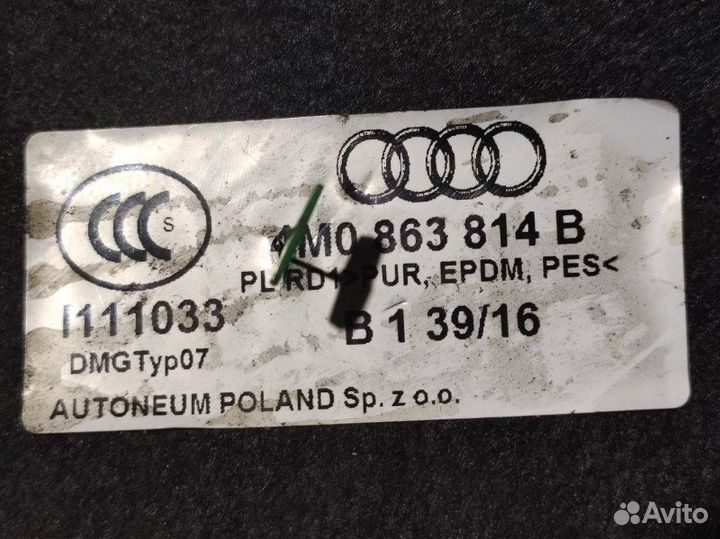 CCC S
4M0 863 814 B
PL RD1>PUR, EPDM, PES<
I111033
B 1 39/16
DMGTyp07
AUTONEUM POLAND Sp. z o.o.
Avito